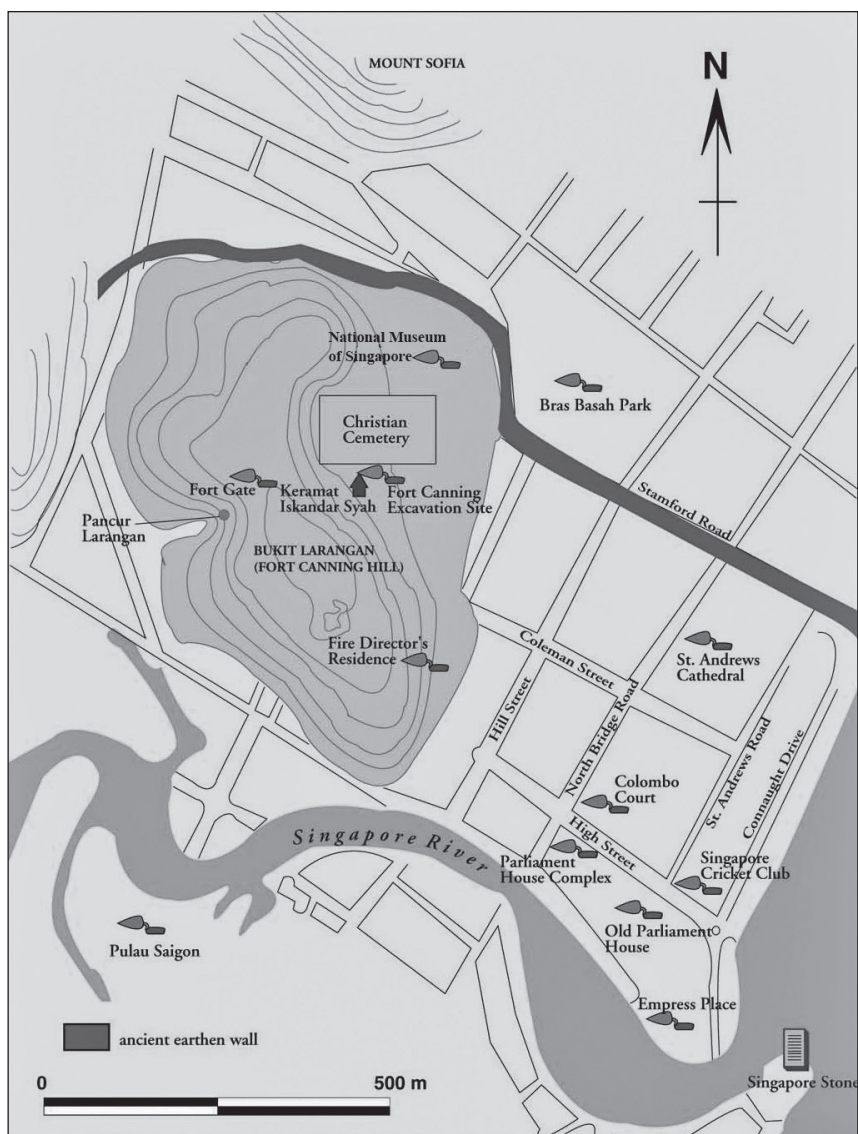 MOUNT SOFIA
N
National Museum
of Singapore
Bras Basah Park
Christian
Cemetery
Fort Gate
Keramat
Iskandar Syah
Fort Canning
Excavation Site
Stamford Road
Pancur
Larangan
BUKIT LARANGAN
(FORT CANNING HILL)
Fire Director's
Residence
Coleman Street
St. Andrews
Cathedral
Hill Street
North Bridge Road
St. Andrews Road
Connaught Drive
Colombo
Court
High Street
Singapore River
Parliament
House Complex
Singapore
Cricket Club
Old Parliament
House
Pulau Saigon
Empress Place
ancient earthen wall
Singapore Stone
0
500 m